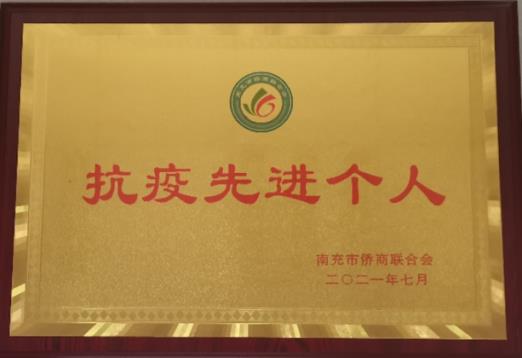 抗疫先进个人
南充市侨商联合会
二〇二一年七月